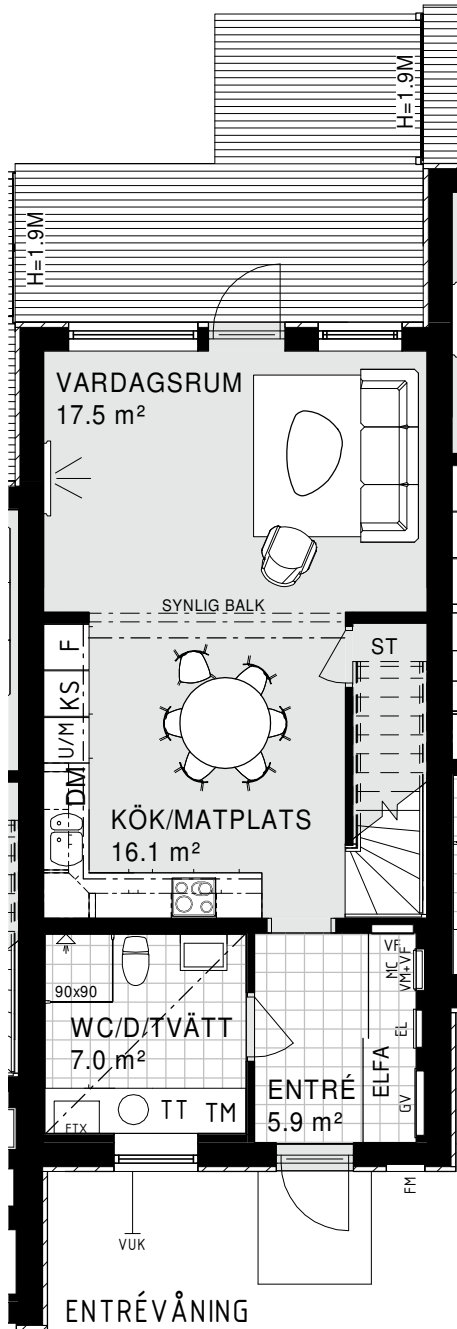 H=1.9M
H=1.9M
VARDAGSRUM
17.5 m²
SYNLIG BALK
F
ST
KS
U/M
DM
KÖK/MATPLATS
16.1 m²
VF
MC
VM+VF
90x90
WC/D/TVÄTT
7.0 m²
EL
ELFA
ENTRÉ
5.9 m²
GV
FTX
TT
TM
FM
VUK
ENTRÉVÅNING